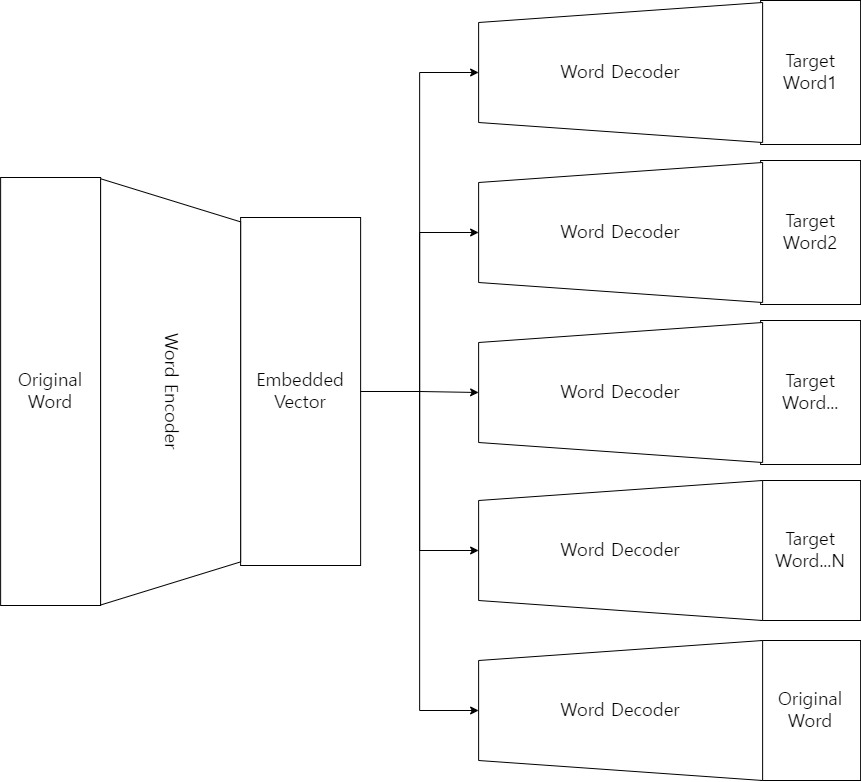 Original
Word
Word Encoder
Embedded
Vector
Word Decoder
Target
Word1
Word Decoder
Target
Word2
Word Decoder
Target
Word...
Word Decoder
Target
Word...N
Word Decoder
Original
Word